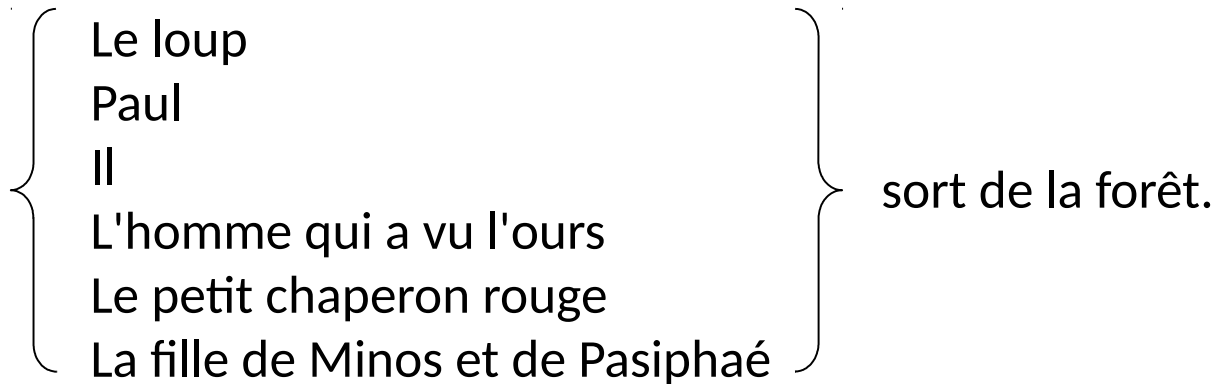 Le loup
Paul
Il
L'homme qui a vu l'ours
Le petit chaperon rouge
La fille de Minos et de Pasiphaé
sort de la forêt.